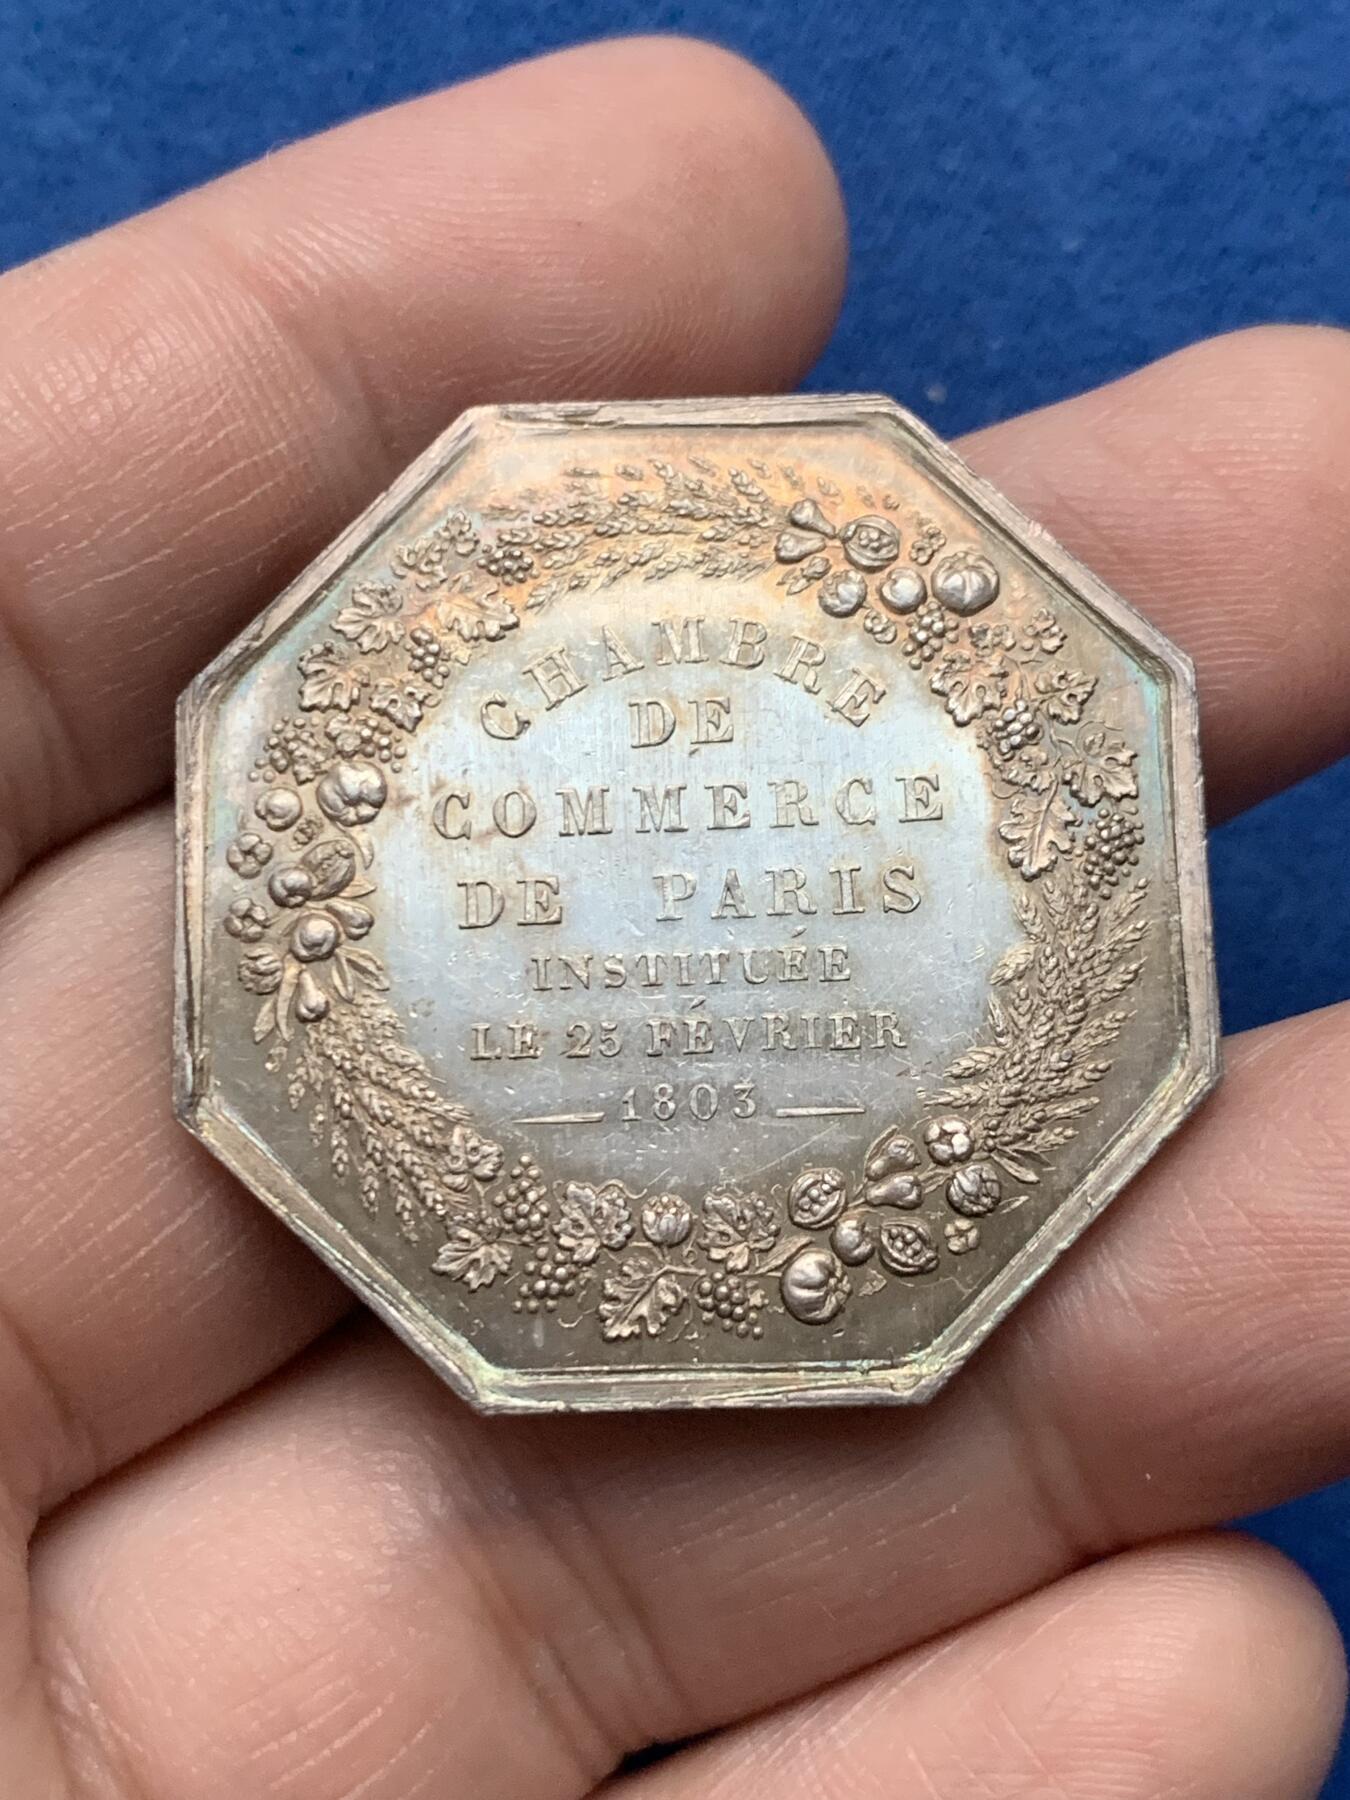 CHAMBRE
DE
COMMERCE
DE PARIS
INSTITUÉE
LE 25 FÉVRIER
1803